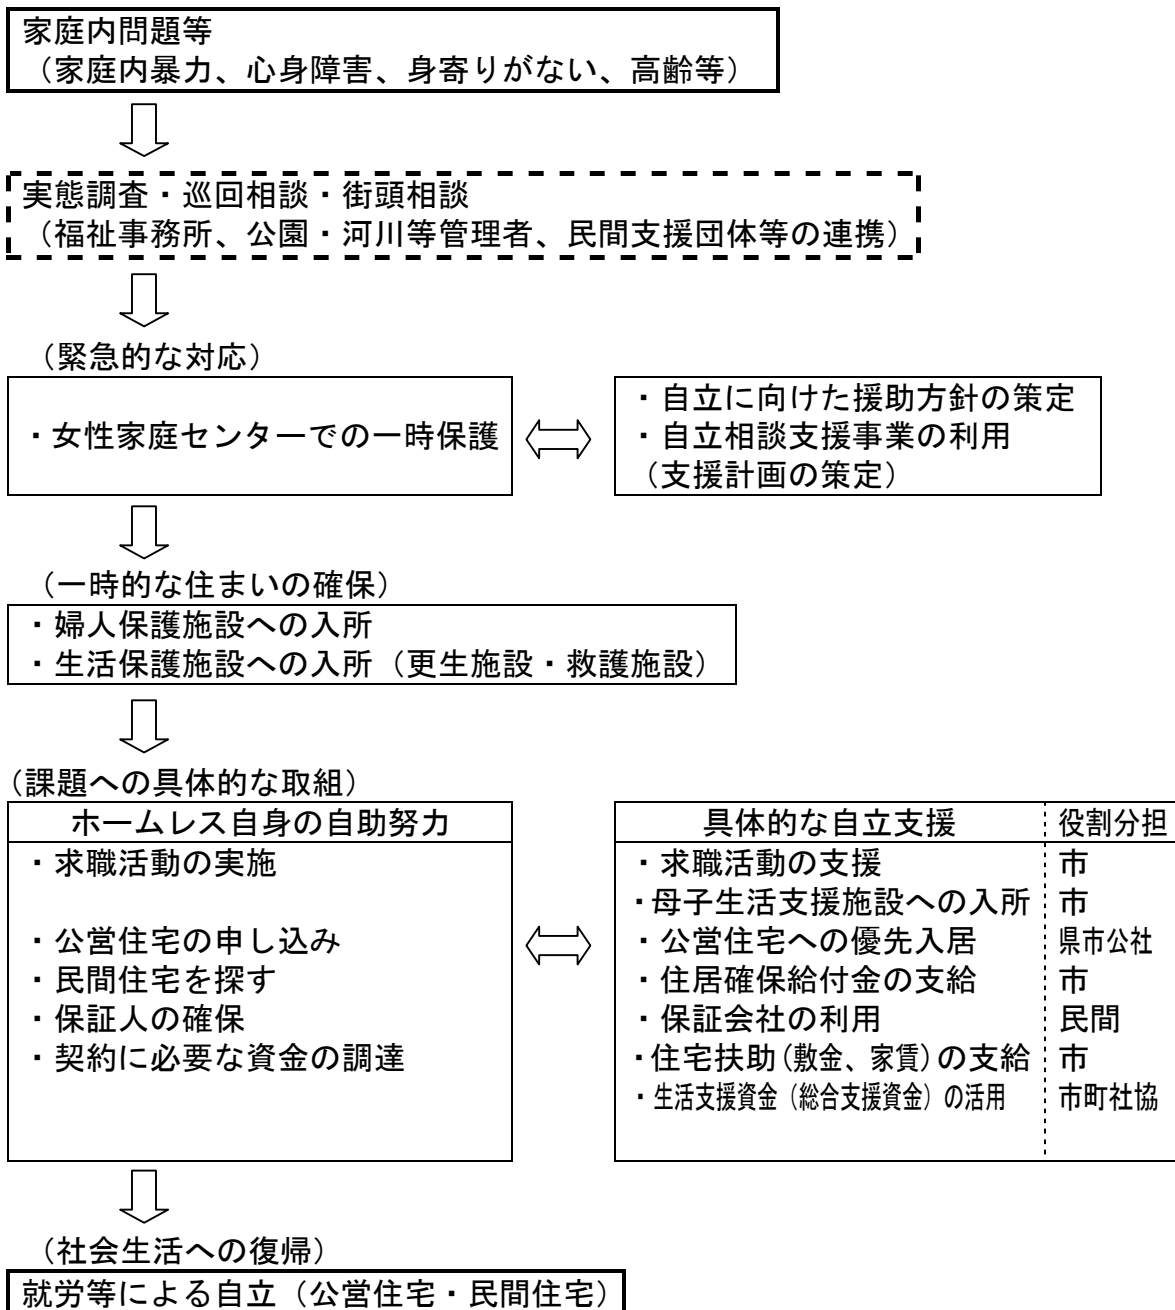 家庭内問題等
（家庭内暴力、心身障害、身寄りがない、高齢等）
実態調査・巡回相談・街頭相談
（福祉事務所、公園・河川等管理者、民間支援団体等の連携）
（緊急的な対応）
・女性家庭センターでの一時保護
・自立に向けた援助方針の策定
・自立相談支援事業の利用
（支援計画の策定）
（一時的な住まいの確保）
・婦人保護施設への入所
・生活保護施設への入所（更生施設・救護施設）
（課題への具体的な取組）
ホームレス自身の自助努力
・求職活動の実施
・公営住宅の申し込み
・民間住宅を探す
・保証人の確保
・契約に必要な資金の調達
具体的な自立支援 役割分担
・求職活動の支援 市
・母子生活支援施設への入所 市
・公営住宅への優先入居 県市公社
・住居確保給付金の支給 市
・保証会社の利用 民間
・住宅扶助(敷金、家賃)の支給 市
・生活支援資金（総合支援資金）の活用 市町社協
（社会生活への復帰）
就労等による自立（公営住宅・民間住宅）